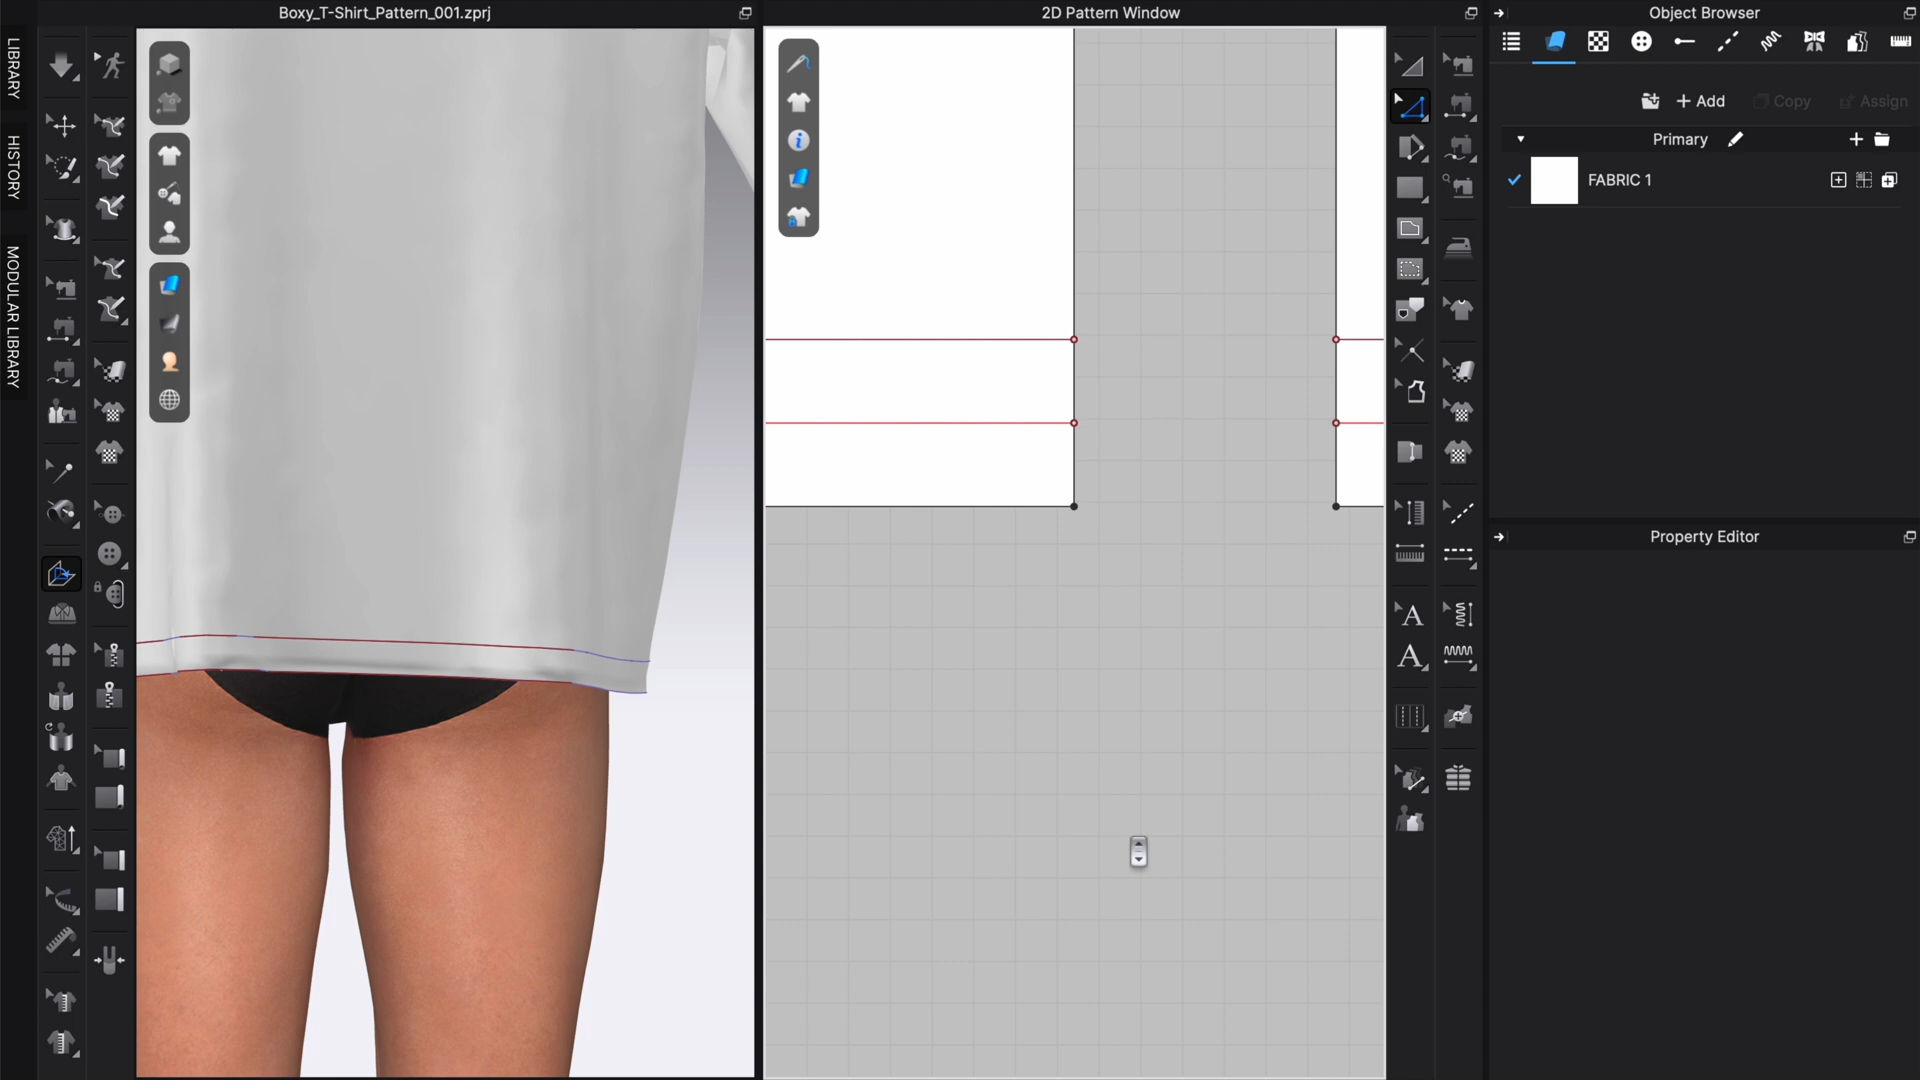 Boxy_T-Shirt_Pattern_001.zprj
2D Pattern Window
Object Browser
LIBRARY
HISTORY
MODULAR LIBRARY
+ Add
Copy
Assign
Primary
FABRIC 1
Property Editor
A
A